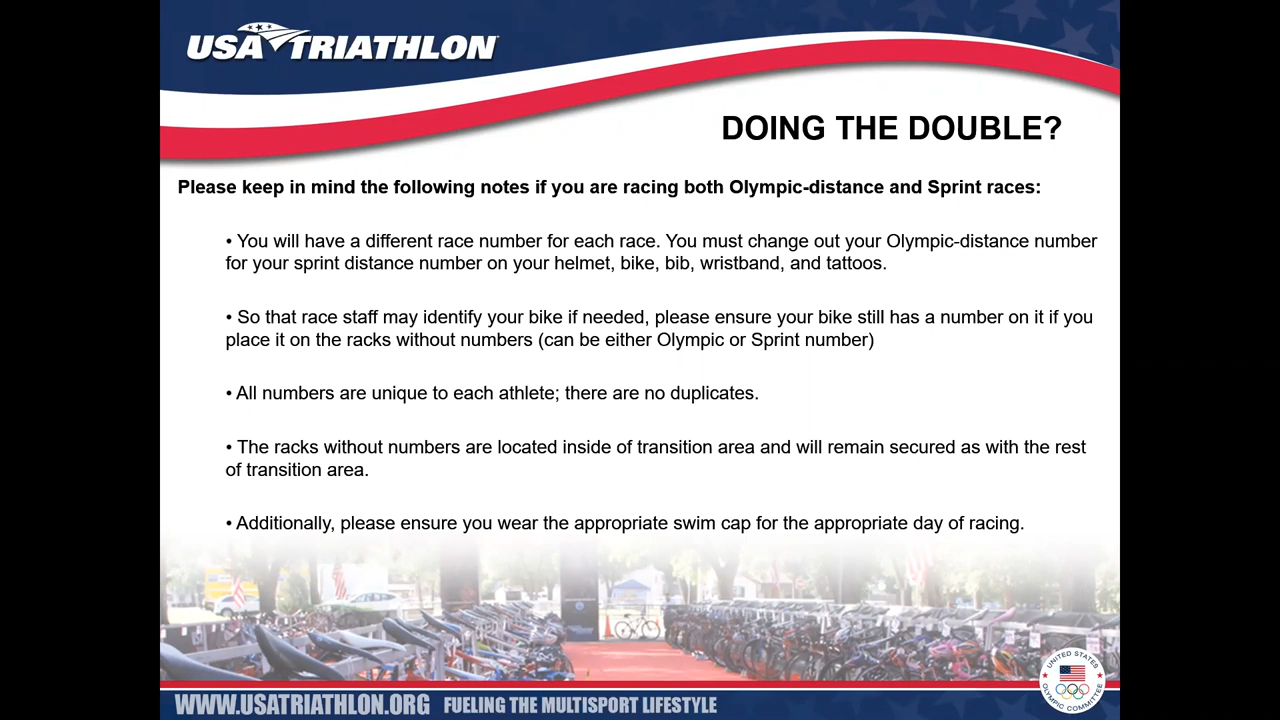 USA TRIATHLON
DOING THE DOUBLE?
Please keep in mind the following notes if you are racing both Olympic-distance and Sprint races:
• You will have a different race number for each race. You must change out your Olympic-distance number
for your sprint distance number on your helmet, bike, bib, wristband, and tattoos.
• So that race staff may identify your bike if needed, please ensure your bike still has a number on it if you
place it on the racks without numbers (can be either Olympic or Sprint number)
• All numbers are unique to each athlete; there are no duplicates.
• The racks without numbers are located inside of transition area and will remain secured as with the rest
of transition area.
• Additionally, please ensure you wear the appropriate swim cap for the appropriate day of racing.
UNITED STATES
OLYMPIC COMMITTEE
WWW.USATRIATHLON.ORG FUELING THE MULTISPORT LIFESTYLE